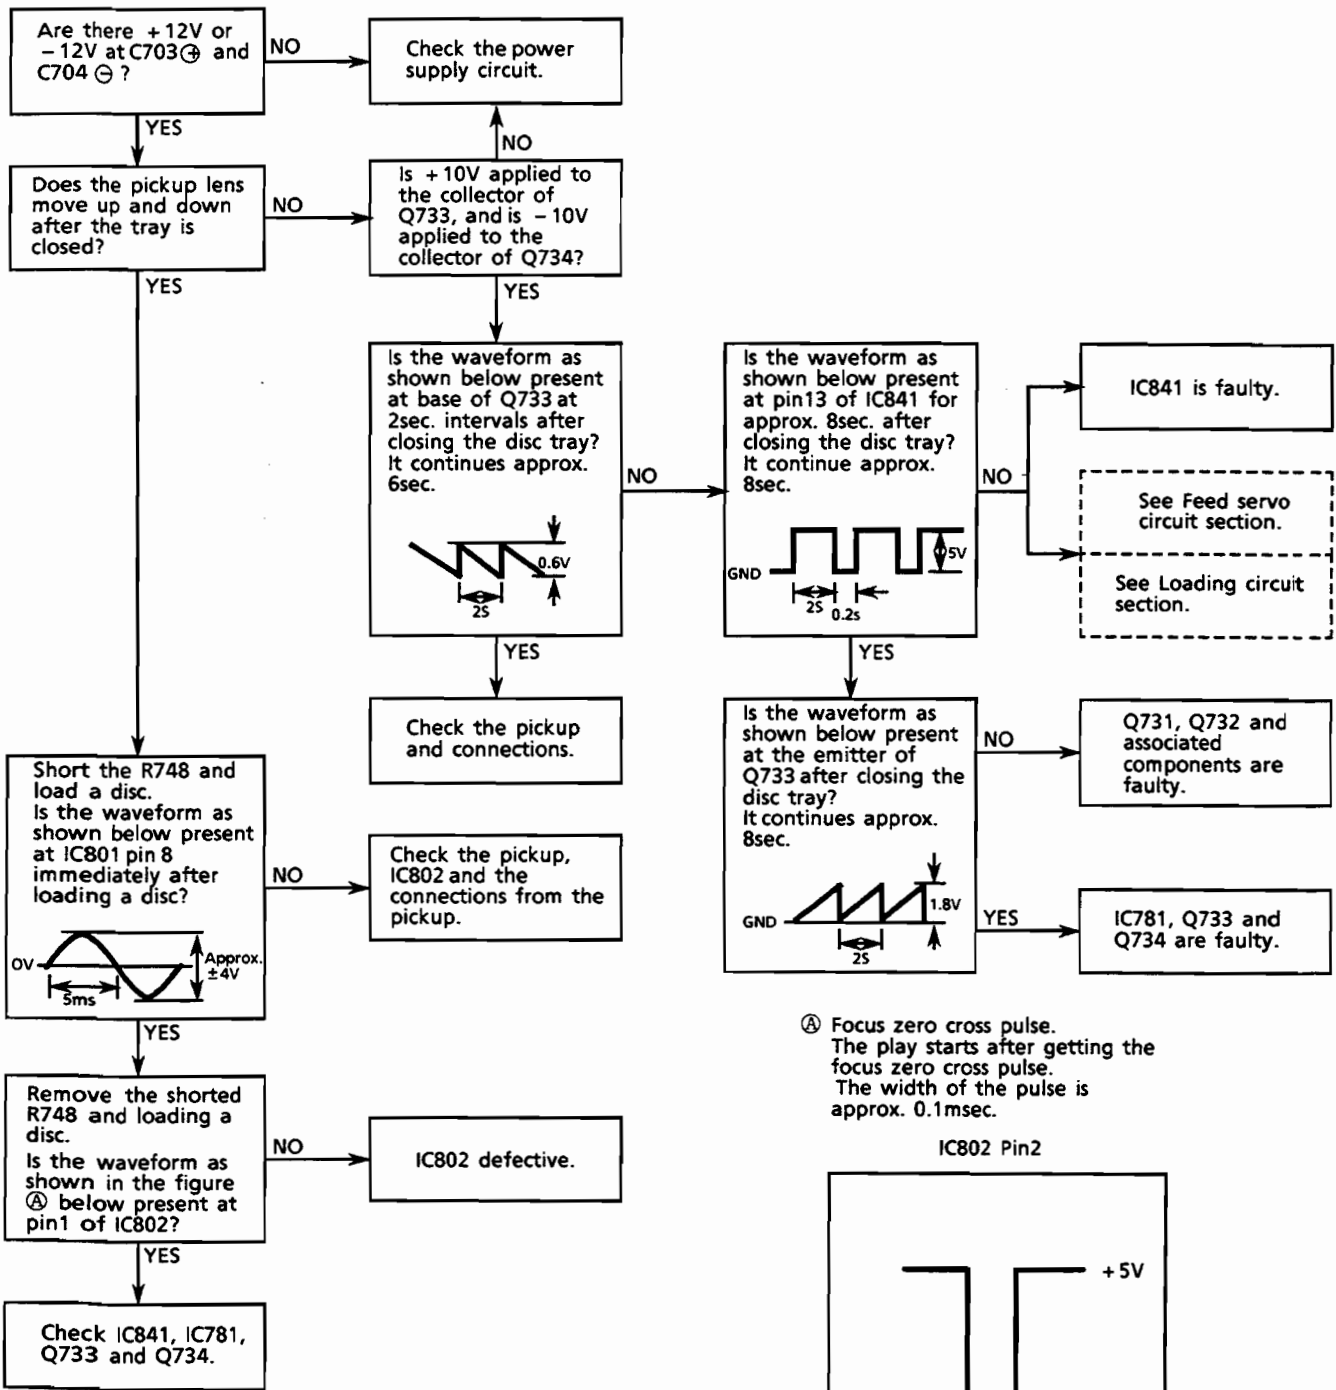 Are there +12V or
-12V at C703⊕ and
C704 ⊖ ?
NO
Check the power
supply circuit.
YES
NO
Does the pickup lens
move up and down
after the tray is
closed?
NO
Is +10V applied to
the collector of
Q733, and is -10V
applied to the
collector of Q734?
YES
YES
Is the waveform as
shown below present
at base of Q733 at
2sec. intervals after
closing the disc tray?
It continues approx.
6sec.
0.6V
2S
NO
Is the waveform as
shown below present
at pin13 of IC841 for
approx. 8sec. after
closing the disc tray?
It continue approx.
8sec.
GND
5V
2S
0.2s
NO
IC841 is faulty.
See Feed servo
circuit section.
See Loading circuit
section.
YES
YES
Check the pickup
and connections.
Is the waveform as
shown below present
at the emitter of
Q733 after closing the
disc tray?
It continues approx.
8sec.
GND
1.8V
2S
NO
Q731, Q732 and
associated
components are
faulty.
YES
IC781, Q733 and
Q734 are faulty.
Short the R748 and
load a disc.
Is the waveform as
shown below present
at IC801 pin 8
immediately after
loading a disc?
0V
Approx.
±4V
5ms
NO
Check the pickup,
IC802 and the
connections from the
pickup.
YES
Remove the shorted
R748 and loading a
disc.
Is the waveform as
shown in the figure
Ⓐ below present at
pin1 of IC802?
NO
IC802 defective.
YES
Check IC841, IC781,
Q733 and Q734.
Ⓐ Focus zero cross pulse.
The play starts after getting the
focus zero cross pulse.
The width of the pulse is
approx. 0.1msec.
IC802 Pin2
+5V